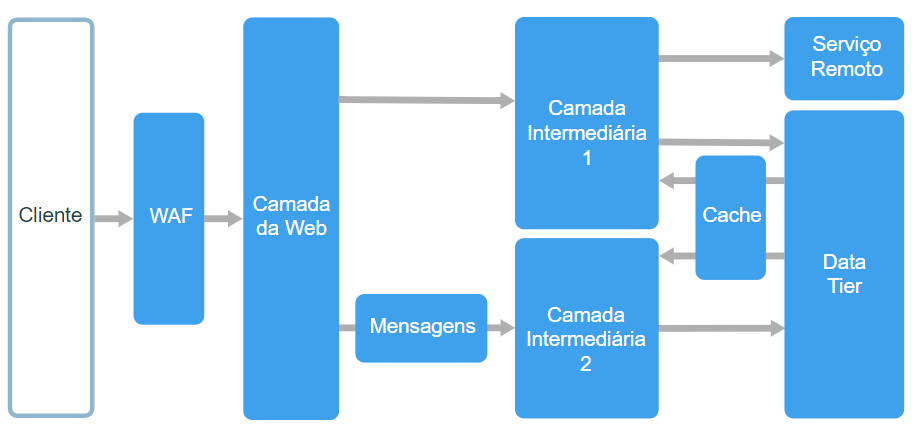 Cliente
WAF
Camada
da Web
Mensagens
Camada
Intermediária
1
Camada
Intermediária
2
Cache
Serviço
Remoto
Data
Tier